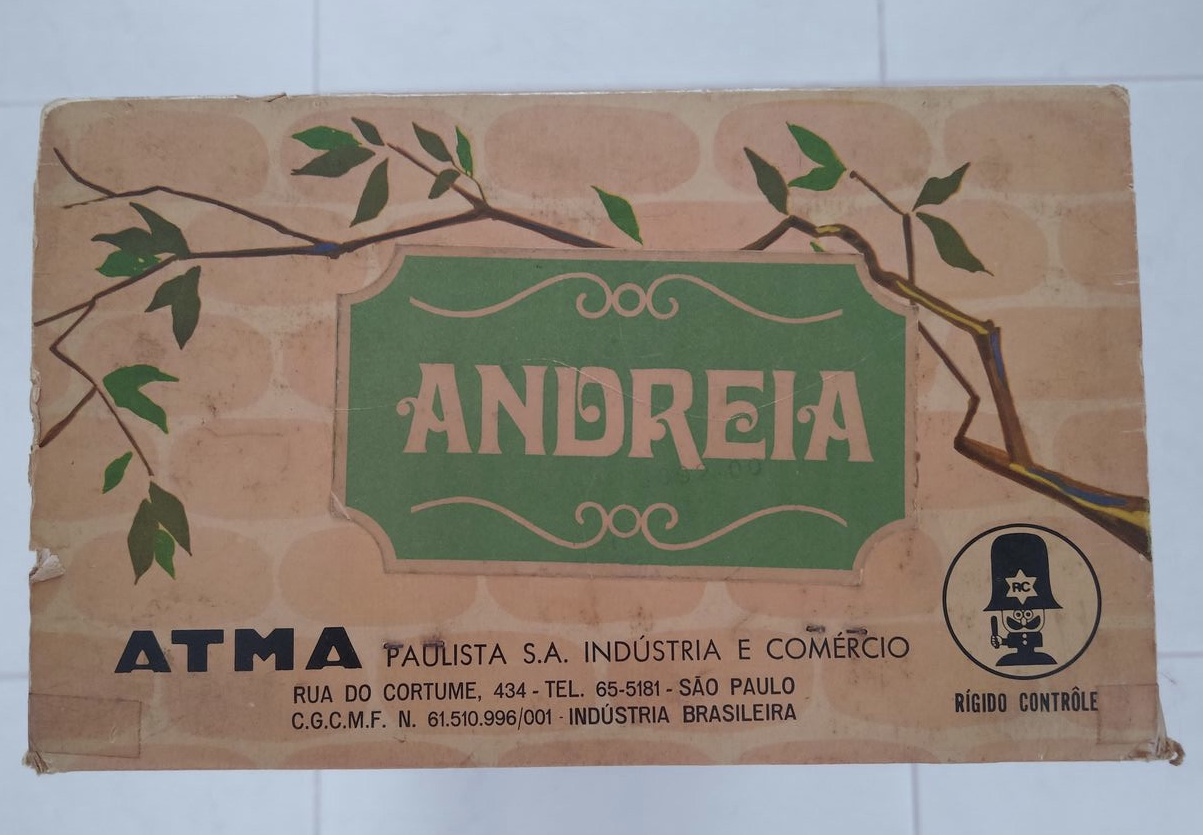 ANDREIA
ATMA PAULISTA S.A. INDÚSTRIA E COMÉRCIO
RUA DO CORTUME, 434 - TEL. 65-5181 - SÃO PAULO
C.G.C.M.F. N. 61.510.996/001 - INDÚSTRIA BRASILEIRA
RC
RÍGIDO CONTRÔLE